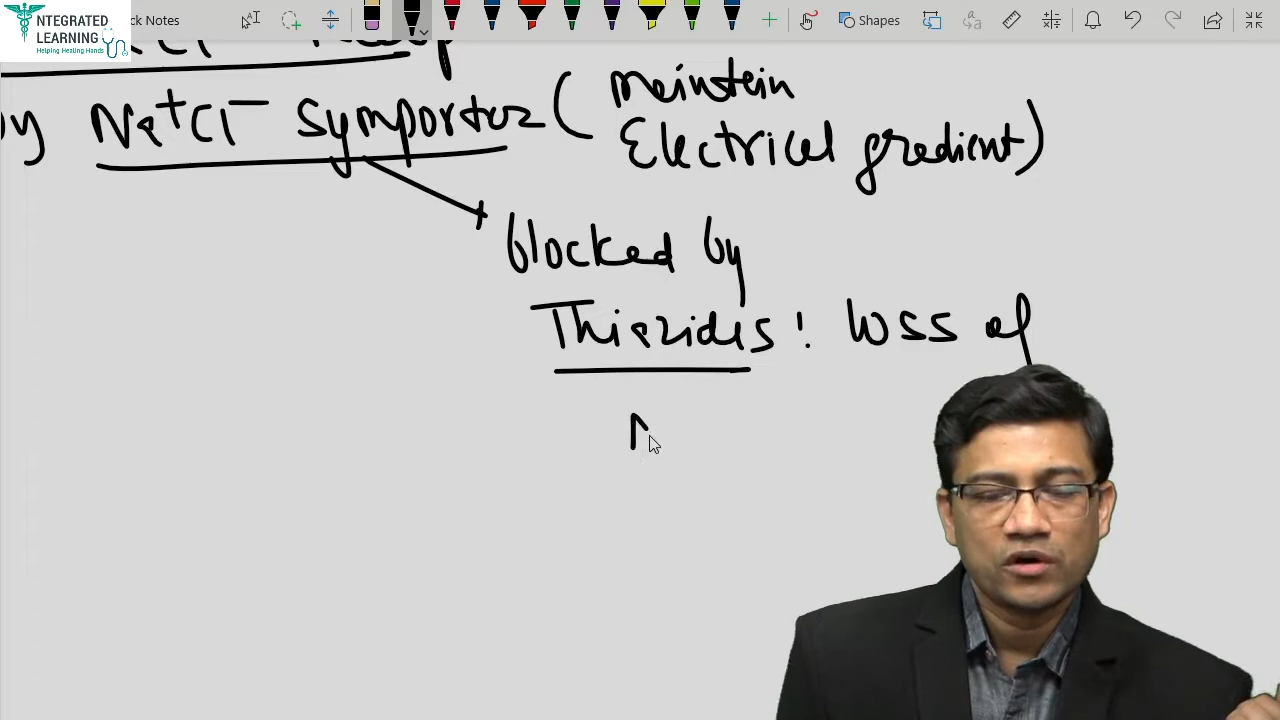 NTEGRATED
LEARNING
Helping Healing Hands
ck Notes
Shapes
by Na+Cl- Symporter ( Maintain
Electrical gradient)
blocked by
Thiazides : loss of